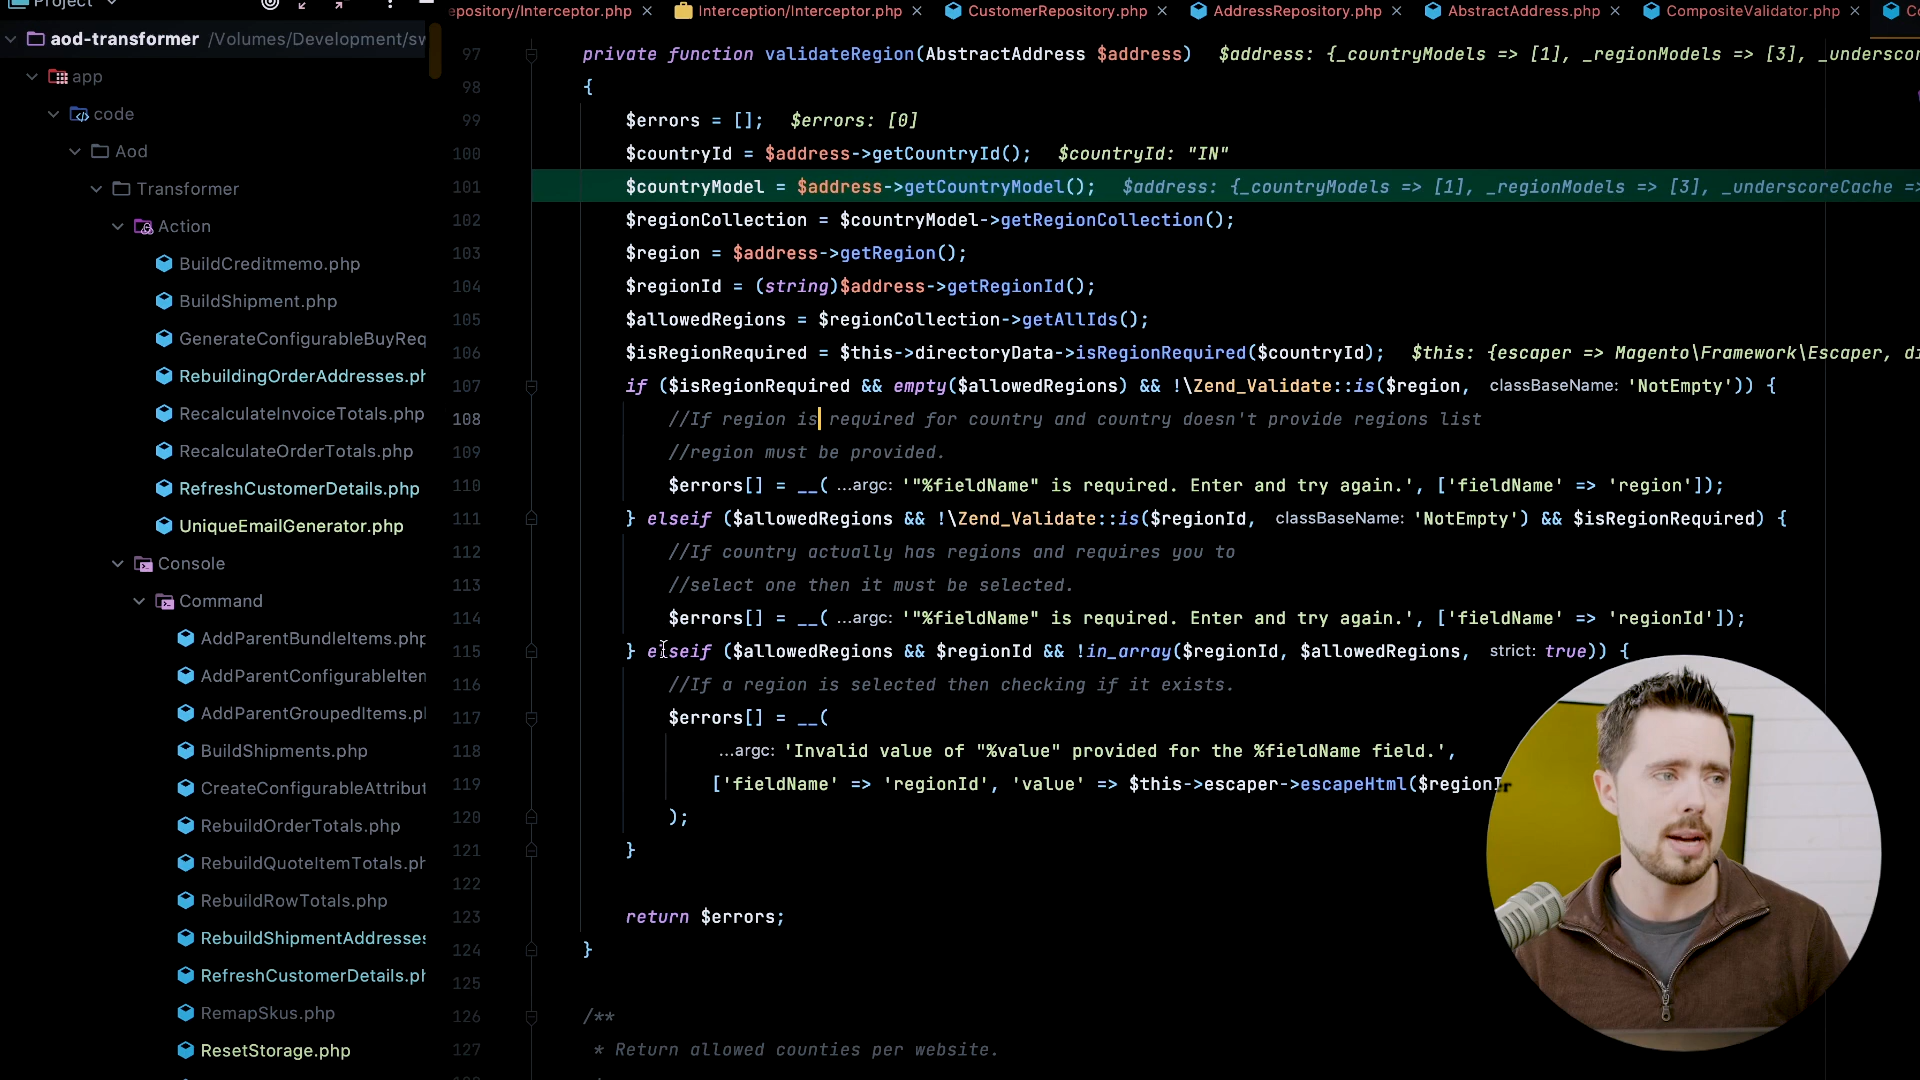 Project
epository/Interceptor.php
Interception/Interceptor.php
CustomerRepository.php
AddressRepository.php
AbstractAddress.php
CompositeValidator.php
aod-transformer /Volumes/Development/sw
app
code
Aod
Transformer
Action
BuildCreditmemo.php
BuildShipment.php
GenerateConfigurableBuyReq
RebuildingOrderAddresses.ph
RecalculateInvoiceTotals.php
RecalculateOrderTotals.php
RefreshCustomerDetails.php
UniqueEmailGenerator.php
Console
Command
AddParentBundleItems.php
AddParentConfigurableIten
AddParentGroupedItems.pl
BuildShipments.php
CreateConfigurableAttribut
RebuildOrderTotals.php
RebuildQuoteItemTotals.ph
RebuildRowTotals.php
RebuildShipmentAddresses
RefreshCustomerDetails.ph
RemapSkus.php
ResetStorage.php
97 private function validateRegion(AbstractAddress $address) $address: {_countryModels => [1], _regionModels => [3], _undersco
98 {
99 $errors = []; $errors: [0]
100 $countryId = $address->getCountryId(); $countryId: "IN"
101 $countryModel = $address->getCountryModel(); $address: {_countryModels => [1], _regionModels => [3], _underscoreCache =>
102 $regionCollection = $countryModel->getRegionCollection();
103 $region = $address->getRegion();
104 $regionId = (string)$address->getRegionId();
105 $allowedRegions = $regionCollection->getAllIds();
106 $isRegionRequired = $this->directoryData->isRegionRequired($countryId); $this: {escaper => Magento\Framework\Escaper, di
107 if ($isRegionRequired && empty($allowedRegions) && !\Zend_Validate::is($region, classBaseName: 'NotEmpty')) {
108 //If region is required for country and country doesn't provide regions list
109 //region must be provided.
110 $errors[] = __( ...argc: '"%fieldName" is required. Enter and try again.', ['fieldName' => 'region']);
111 } elseif ($allowedRegions && !\Zend_Validate::is($regionId, classBaseName: 'NotEmpty') && $isRegionRequired) {
112 //If country actually has regions and requires you to
113 //select one then it must be selected.
114 $errors[] = __( ...argc: '"%fieldName" is required. Enter and try again.', ['fieldName' => 'regionId']);
115 } elseif ($allowedRegions && $regionId && !in_array($regionId, $allowedRegions, strict: true)) {
116 //If a region is selected then checking if it exists.
117 $errors[] = __(
118 ...argc: 'Invalid value of "%value" provided for the %fieldName field.',
119 ['fieldName' => 'regionId', 'value' => $this->escaper->escapeHtml($regionI
120 );
121 }
122
123 return $errors;
124 }
125
126 /**
127 * Return allowed counties per website.